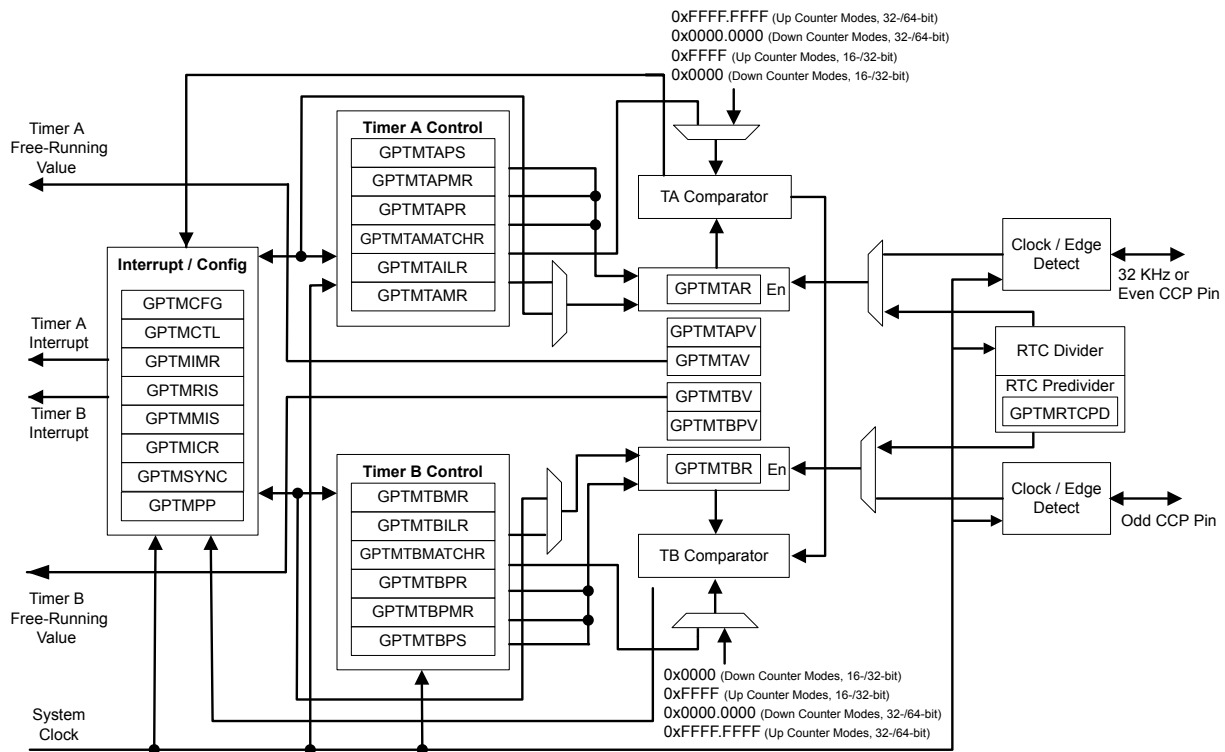 0xFFFF.FFFF (Up Counter Modes, 32-/64-bit)
0x0000.0000 (Down Counter Modes, 32-/64-bit)
0xFFFF (Up Counter Modes, 16-/32-bit)
0x0000 (Down Counter Modes, 16-/32-bit)
Timer A
Free-Running
Value
Timer A Control
GPTMTAPS
GPTMTAPMR
GPTMTAPR
GPTMTAMATCHR
GPTMTAILR
GPTMTAMR
TA Comparator
Clock / Edge
Detect
32 KHz or
Even CCP Pin
Interrupt / Config
GPTMCFG
GPTMCTL
GPTMIMR
GPTMRIS
GPTMMIS
GPTMICR
GPTMSYNC
GPTMPP
GPTMTAR
En
Timer A
Interrupt
GPTMTAPV
GPTMTAV
RTC Divider
RTC Predivider
GPTMRTCPD
Timer B
Interrupt
GPTMTBV
GPTMTBPV
Timer B Control
GPTMTBMR
GPTMTBILR
GPTMTBMATCHR
GPTMTBPR
GPTMTBPMR
GPTMTBPS
GPTMTBR
En
Clock / Edge
Detect
Odd CCP Pin
TB Comparator
Timer B
Free-Running
Value
0x0000 (Down Counter Modes, 16-/32-bit)
0xFFFF (Up Counter Modes, 16-/32-bit)
0x0000.0000 (Down Counter Modes, 32-/64-bit)
0xFFFF.FFFF (Up Counter Modes, 32-/64-bit)
System
Clock